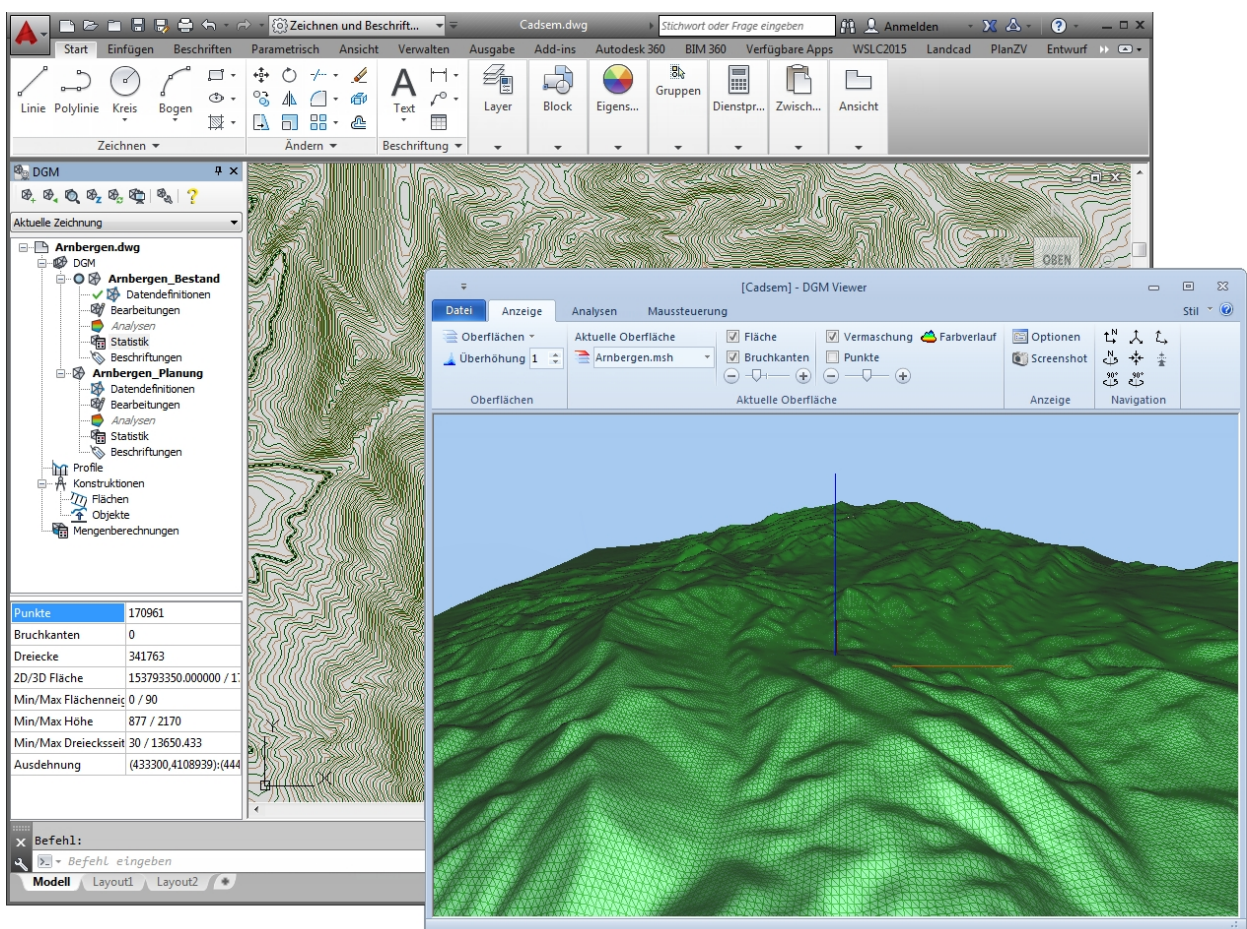 Zeichnen und Beschrift... Cadsem.dwg Stichwort oder Frage eingeben Anmelden
Start Einfügen Beschriften Parametrisch Ansicht Verwalten Ausgabe Add-ins Autodesk 360 BIM 360 Verfügbare Apps WSLC2015 Landcad PlanZV Entwurf
Linie Polylinie Kreis Bogen Text Layer Block Eigens... Gruppen Dienstpr... Zwisch... Ansicht
Zeichnen Ändern Beschriftung
DGM
Aktuelle Zeichnung
Arnbergen.dwg
DGM
Arnbergen_Bestand
Datendefinitionen
Bearbeitungen
Analysen
Statistik
Beschriftungen
Arnbergen_Planung
Datendefinitionen
Bearbeitungen
Analysen
Statistik
Beschriftungen
Profile
Konstruktionen
Flächen
Objekte
Mengenberechnungen
Punkte 170961
Bruchkanten 0
Dreiecke 341763
2D/3D Fläche 153793350.000000 / 1
Min/Max Flächenneig 0 / 90
Min/Max Höhe 877 / 2170
Min/Max Dreiecksseit 30 / 13650.433
Ausdehnung (433300,4108939):(444
Befehl:
Befehl eingeben
Modell Layout1 Layout2
W OBEN
Y
X
[Cadsem] - DGM Viewer
Datei Anzeige Analysen Maussteuerung Stil
Oberflächen Aktuelle Oberfläche Fläche Vermaschung Farbverlauf Optionen
Überhöhung 1 Arnbergen.msh Bruchkanten Punkte Screenshot
Oberflächen Aktuelle Oberfläche Anzeige Navigation